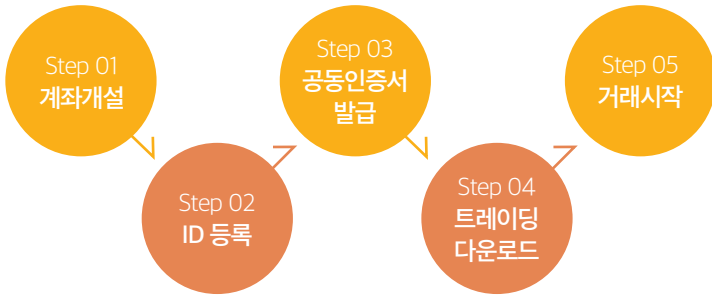 Step 01
계좌개설
Step 02
ID 등록
Step 03
공동인증서
발급
Step 04
트레이딩
다운로드
Step 05
거래시작